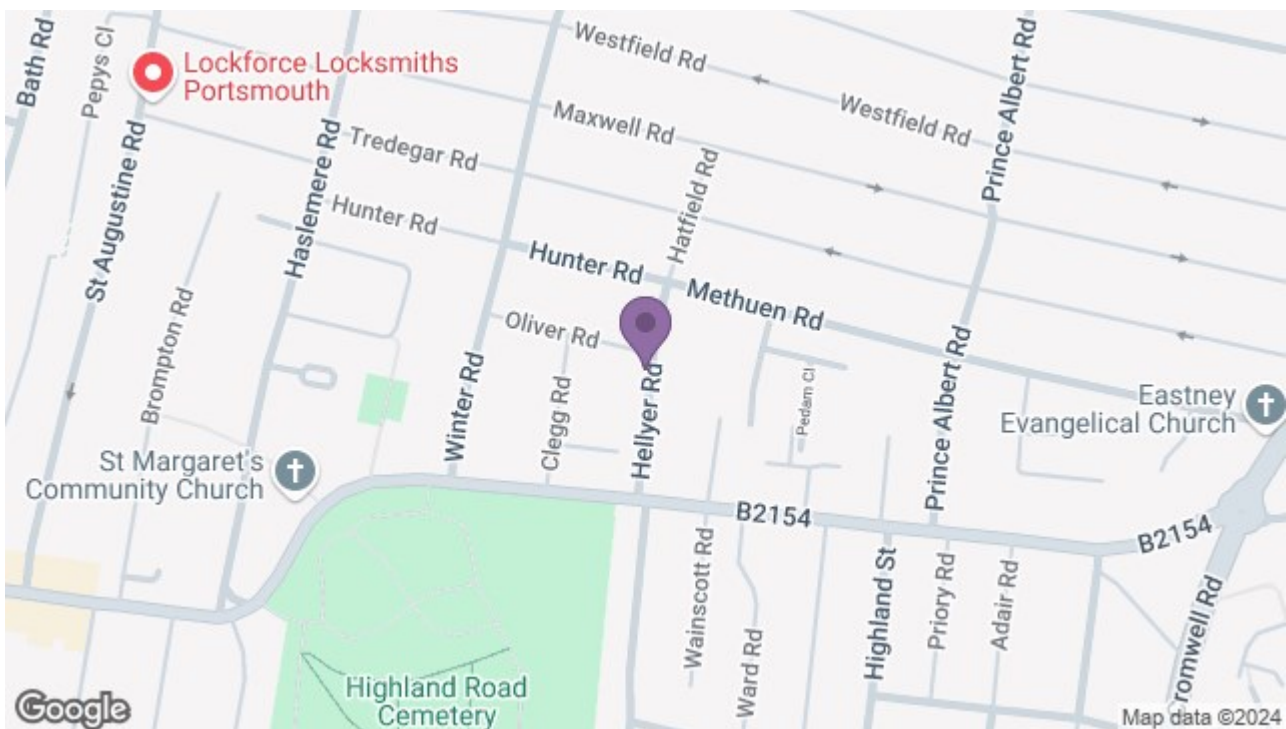 Bath Rd
Pepys Cl
Lockforce Locksmiths
Portsmouth
Westfield Rd
Westfield Rd
Prince Albert Rd
Maxwell Rd
Tredegar Rd
Hatfield Rd
Haslemere Rd
St Augustine Rd
Hunter Rd
Hunter Rd
Methuen Rd
Brompton Rd
Oliver Rd
Winter Rd
Clegg Rd
Hellyer Rd
Pedam Cl
Prince Albert Rd
Eastney
Evangelical Church
St Margaret's
Community Church
B2154
B2154
Wainscott Rd
Ward Rd
Highland St
Priory Rd
Adair Rd
Cromwell Rd
Highland Road
Cemetery
Google
Map data ©2024